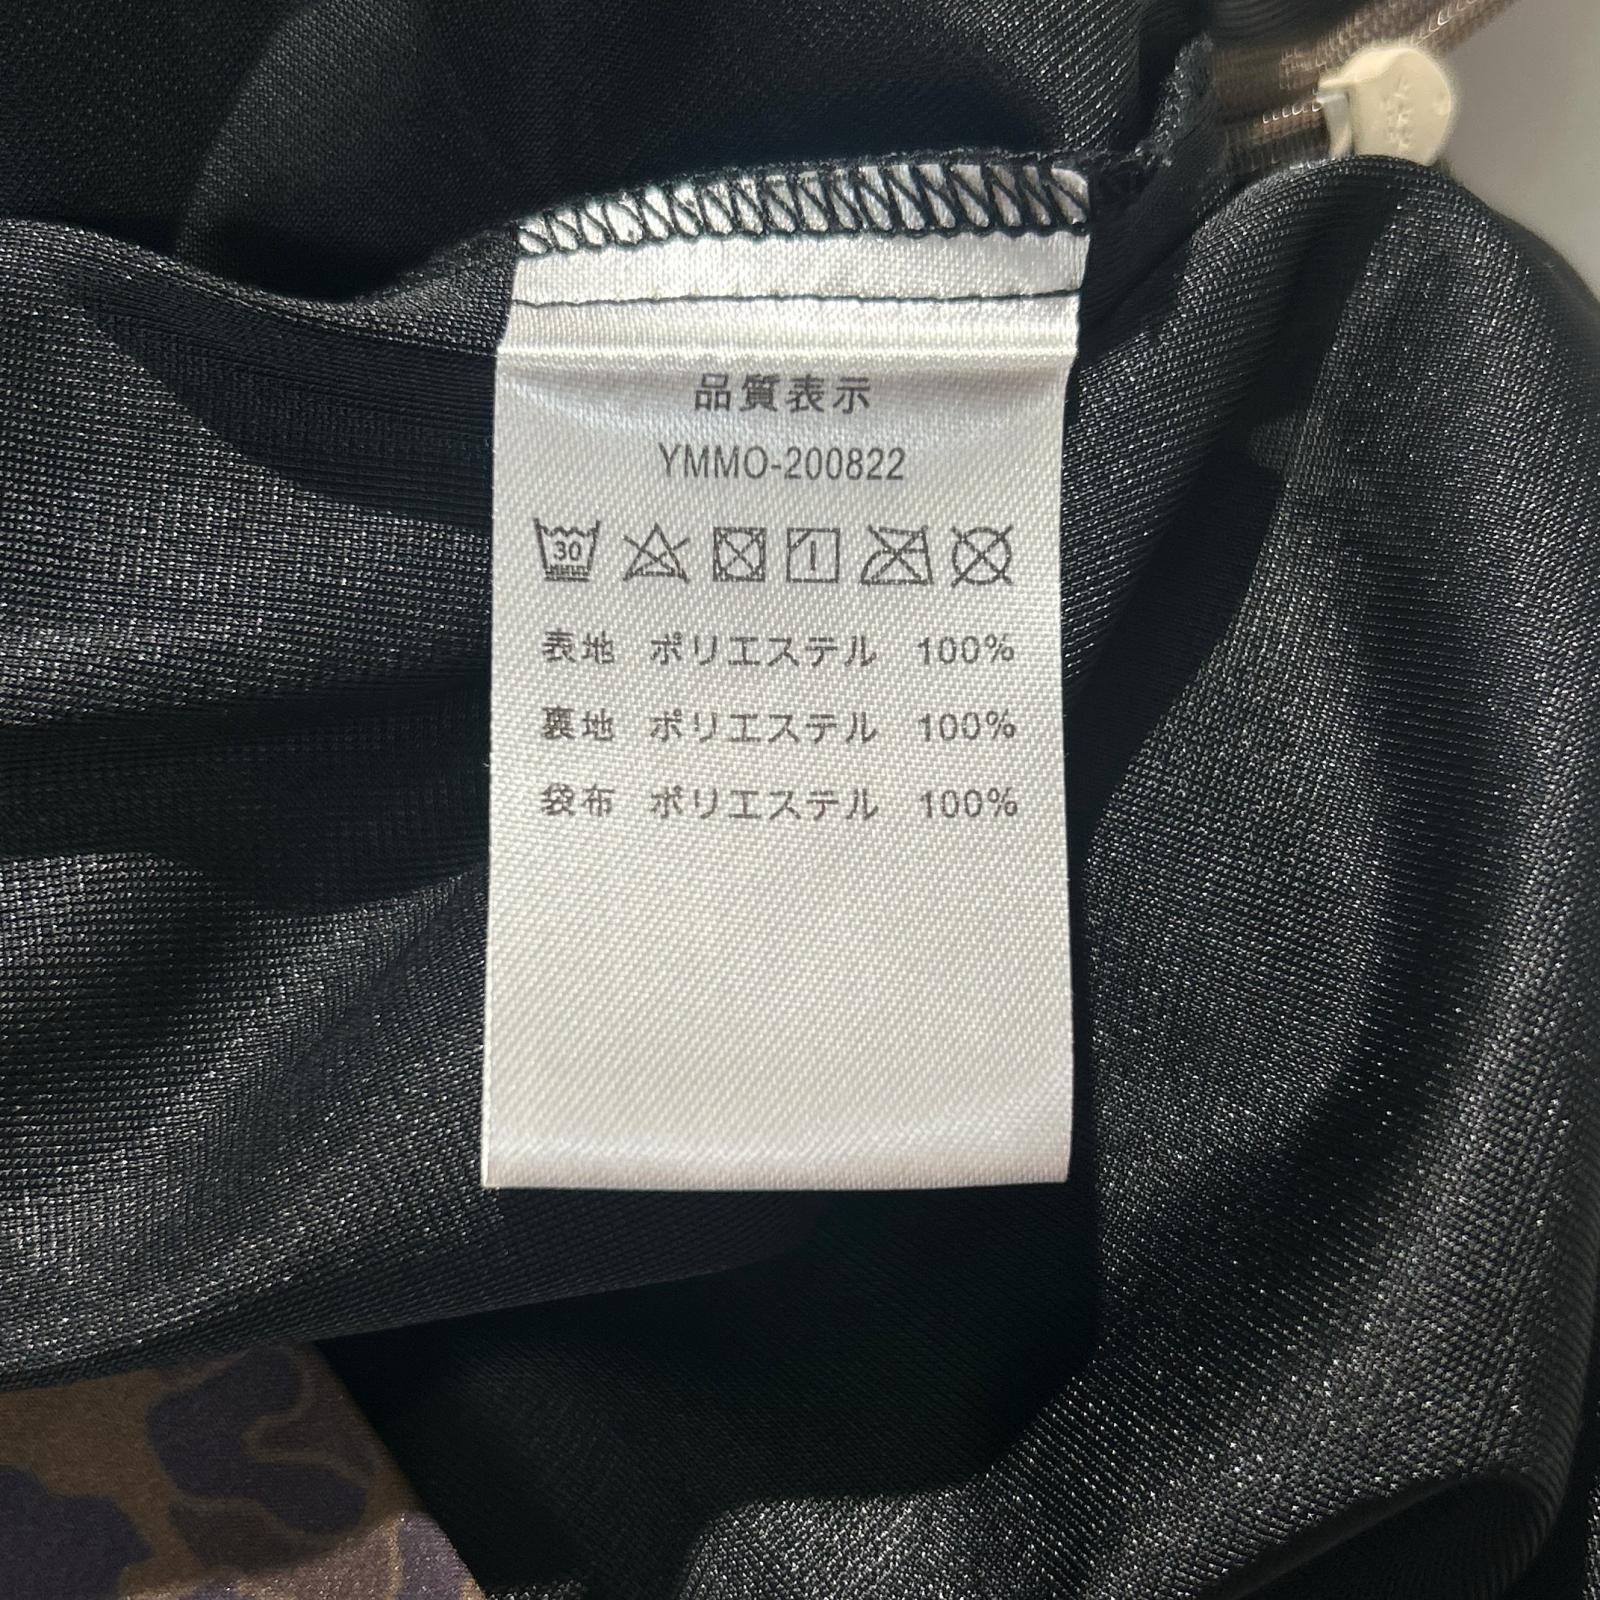 品質表示
YMMO-200822
30
表地 ポリエステル 100%
裏地 ポリエステル 100%
袋布 ポリエステル 100%